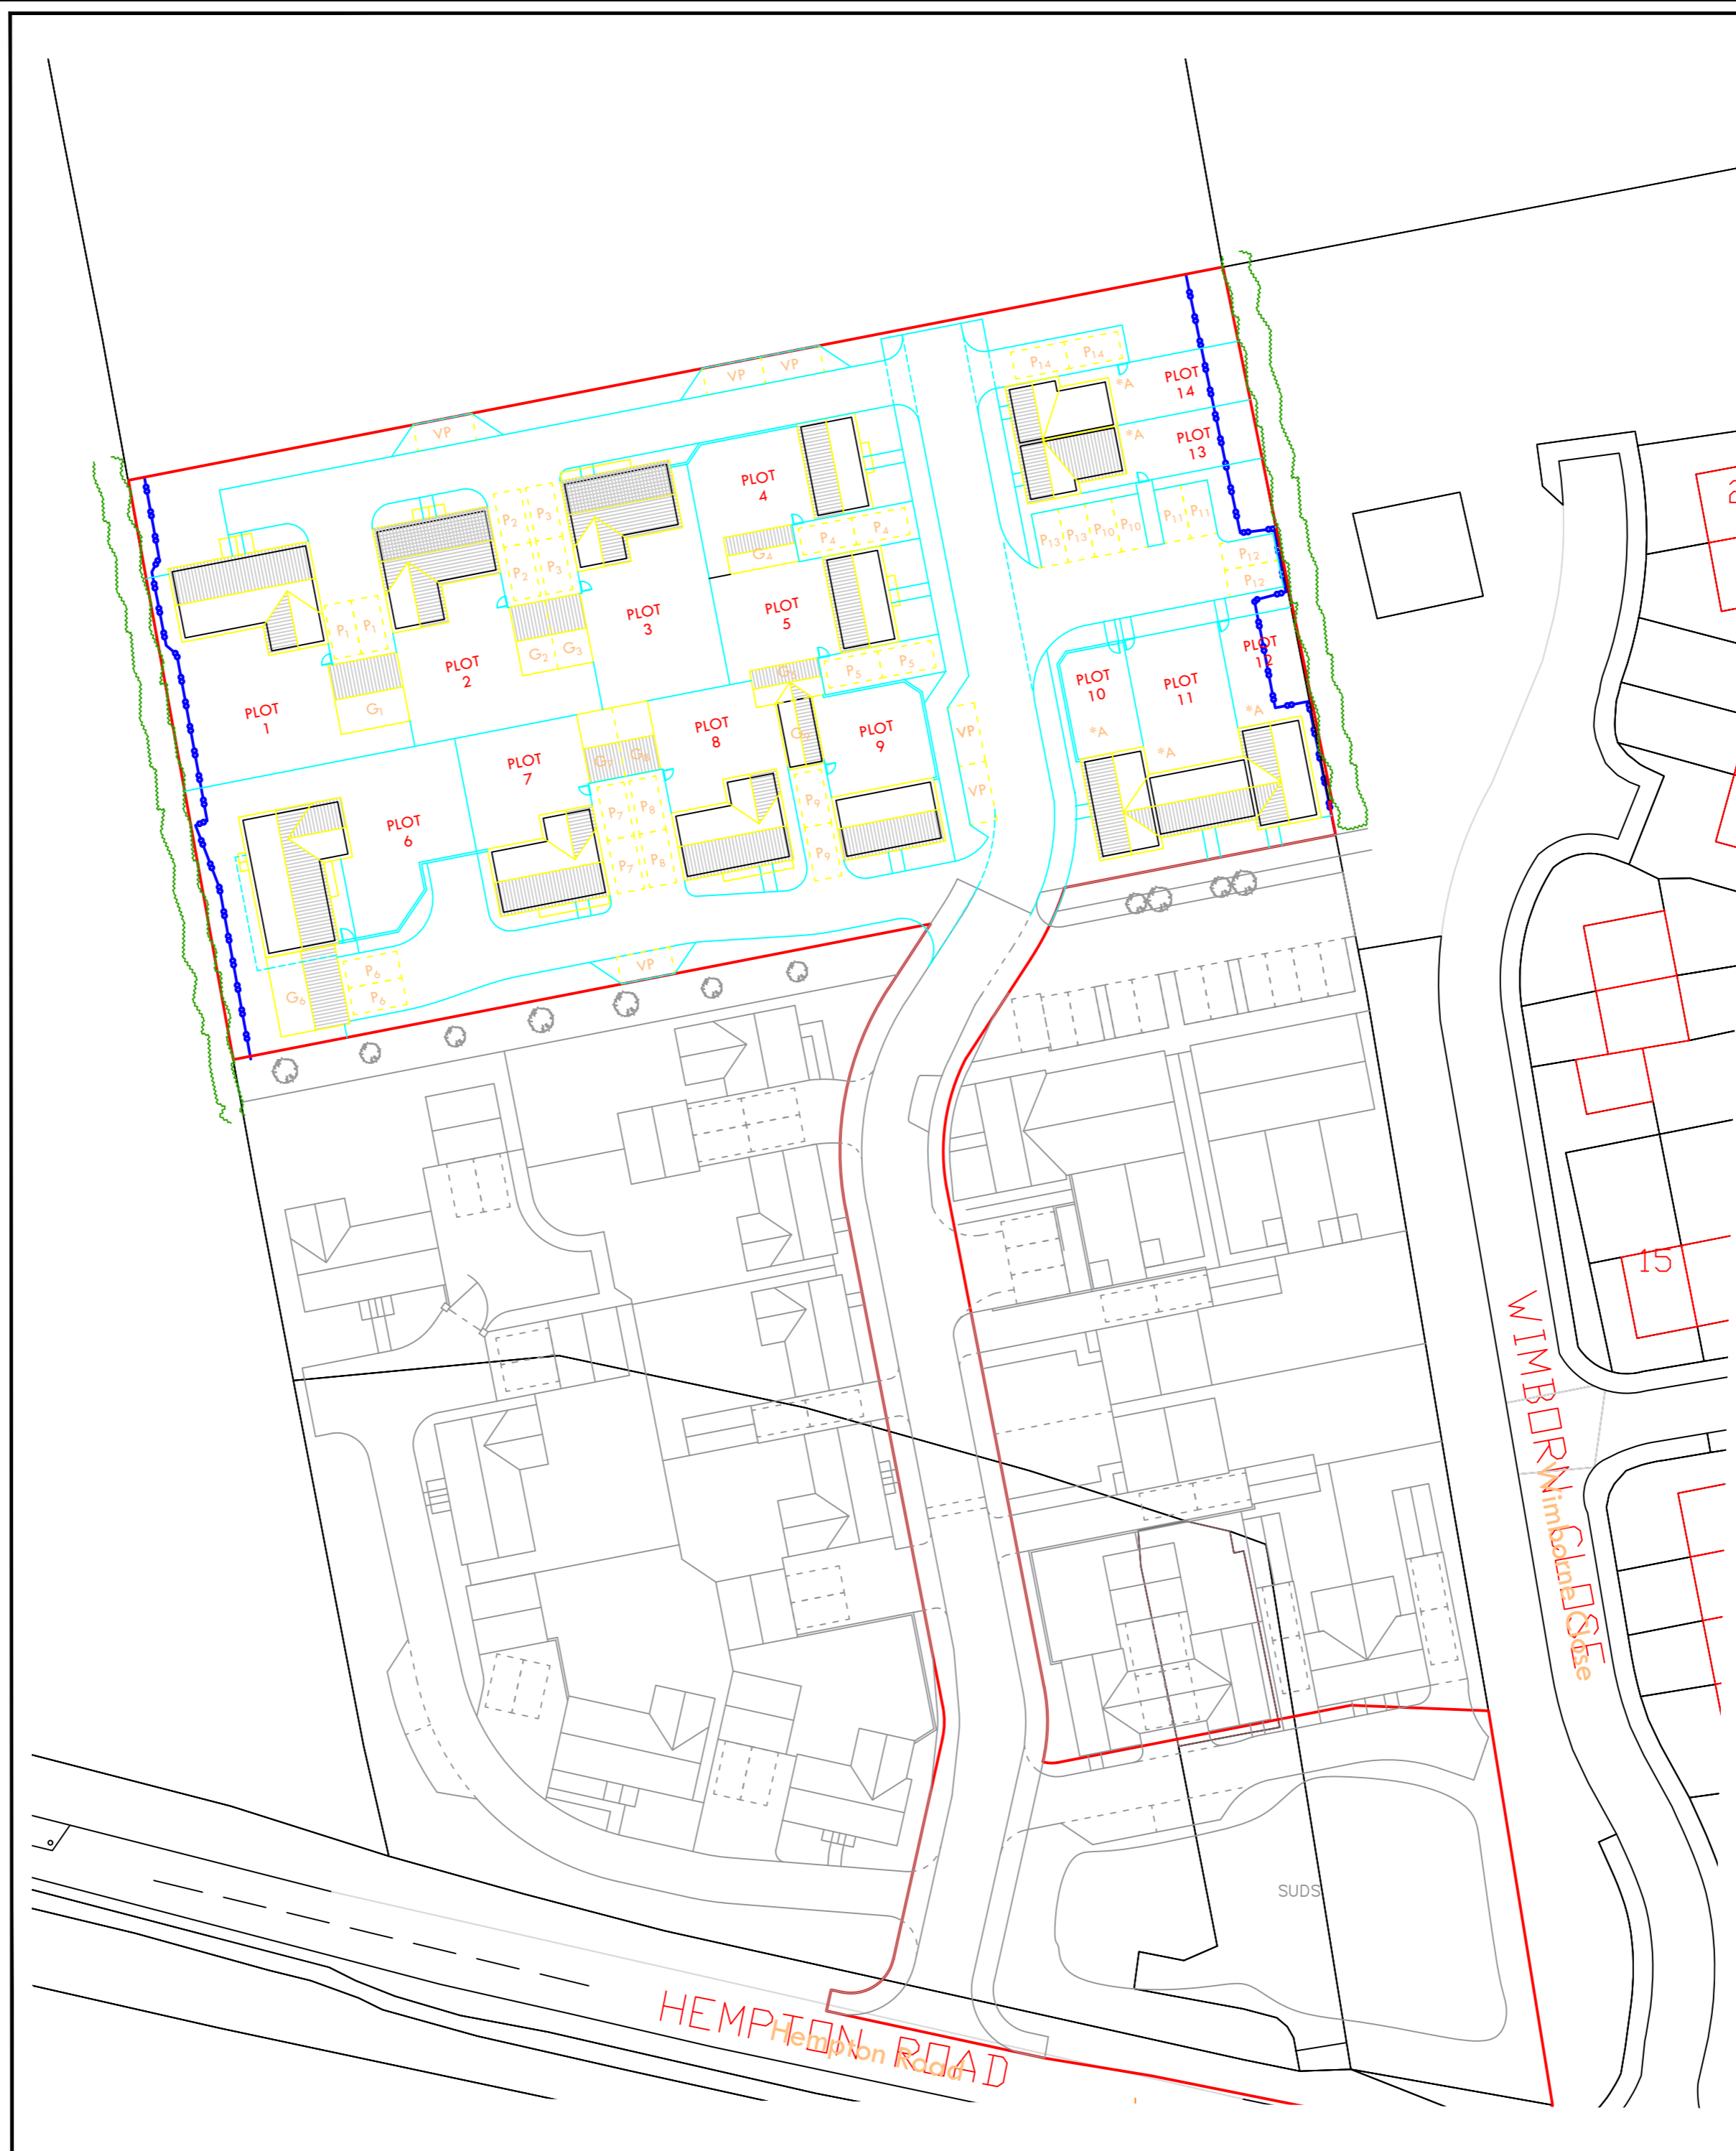 VP
VP
VP
P14
P14
*A
PLOT
14
*A
PLOT
13
PLOT
4
P4
P4
G4
P2
P3
P2
P3
P13
P13
P10
P10
P11
P11
P12
P12
P1
P1
G2
G3
PLOT
3
PLOT
5
P5
P5
G5
PLOT
2
PLOT
1
G1
PLOT
12
PLOT
10
PLOT
11
*A
*A
*A
PLOT
8
G9
PLOT
9
VP
VP
PLOT
7
G7
G8
P7
P8
P7
P8
P9
P9
PLOT
6
P6
P6
G6
VP
15
WIMBORNE CLOSE
Wimborne Close
SUDS
HEMPTON ROAD
Hempton Road